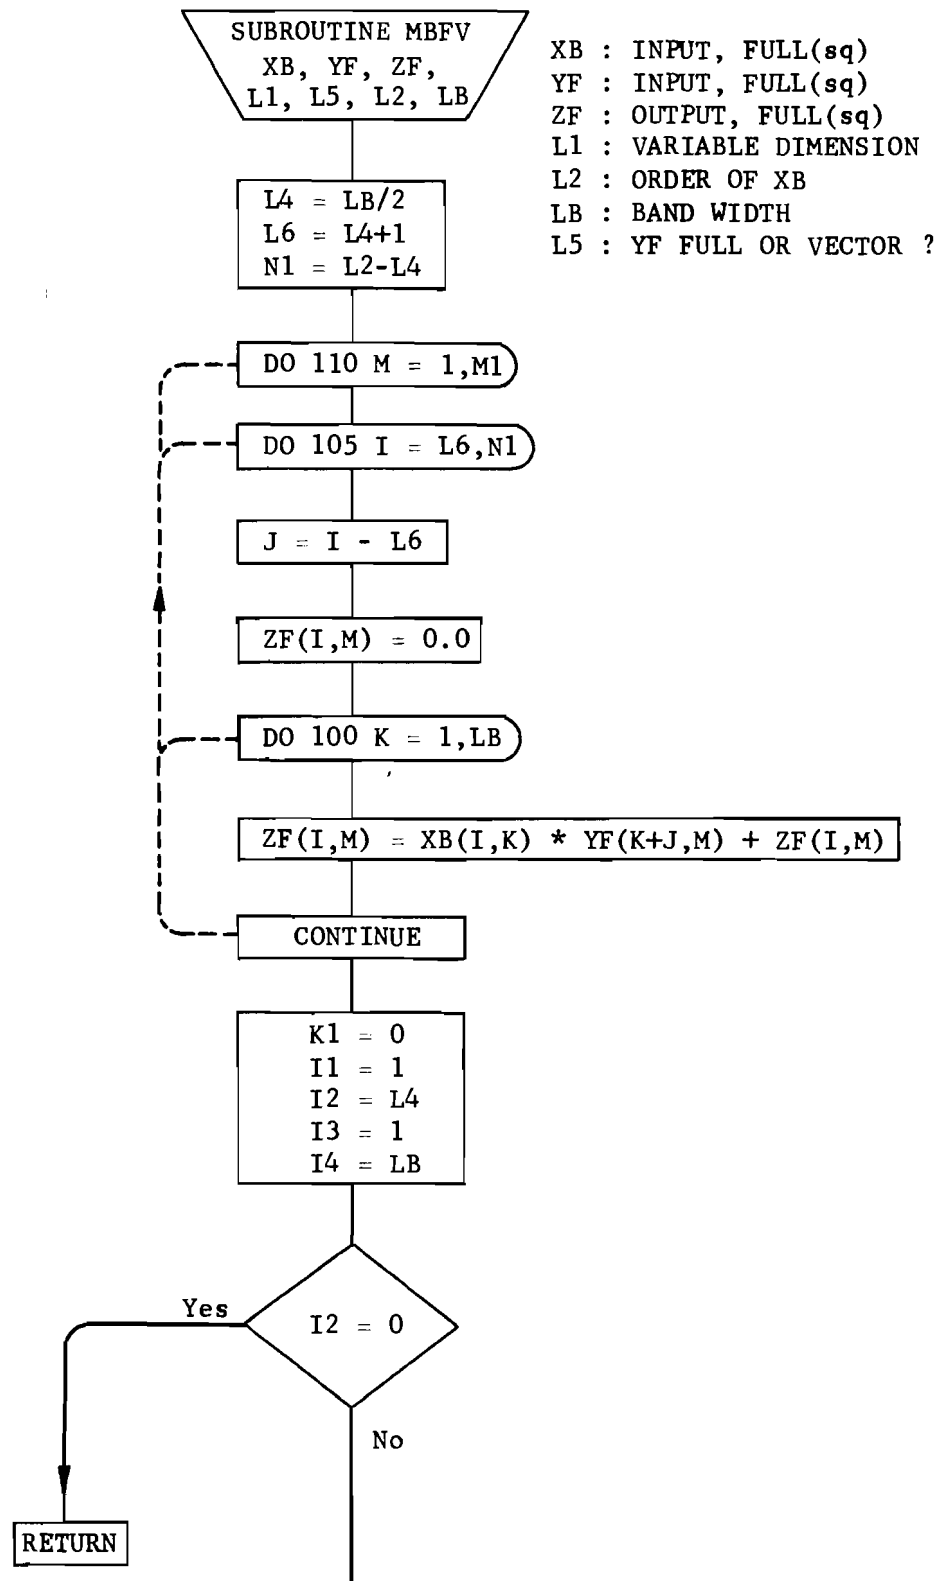 SUBROUTINE MBFV
XB, YF, ZF,
L1, L5, L2, LB
XB : INPUT, FULL(sq)
YF : INPUT, FULL(sq)
ZF : OUTPUT, FULL(sq)
L1 : VARIABLE DIMENSION
L2 : ORDER OF XB
LB : BAND WIDTH
L5 : YF FULL OR VECTOR ?
L4 = LB/2
L6 = L4+1
N1 = L2-L4
DO 110 M = 1,M1
DO 105 I = L6,N1
J = I - L6
ZF(I,M) = 0.0
DO 100 K = 1,LB
ZF(I,M) = XB(I,K) * YF(K+J,M) + ZF(I,M)
CONTINUE
K1 = 0
I1 = 1
I2 = L4
I3 = 1
I4 = LB
I2 = 0
Yes
No
RETURN